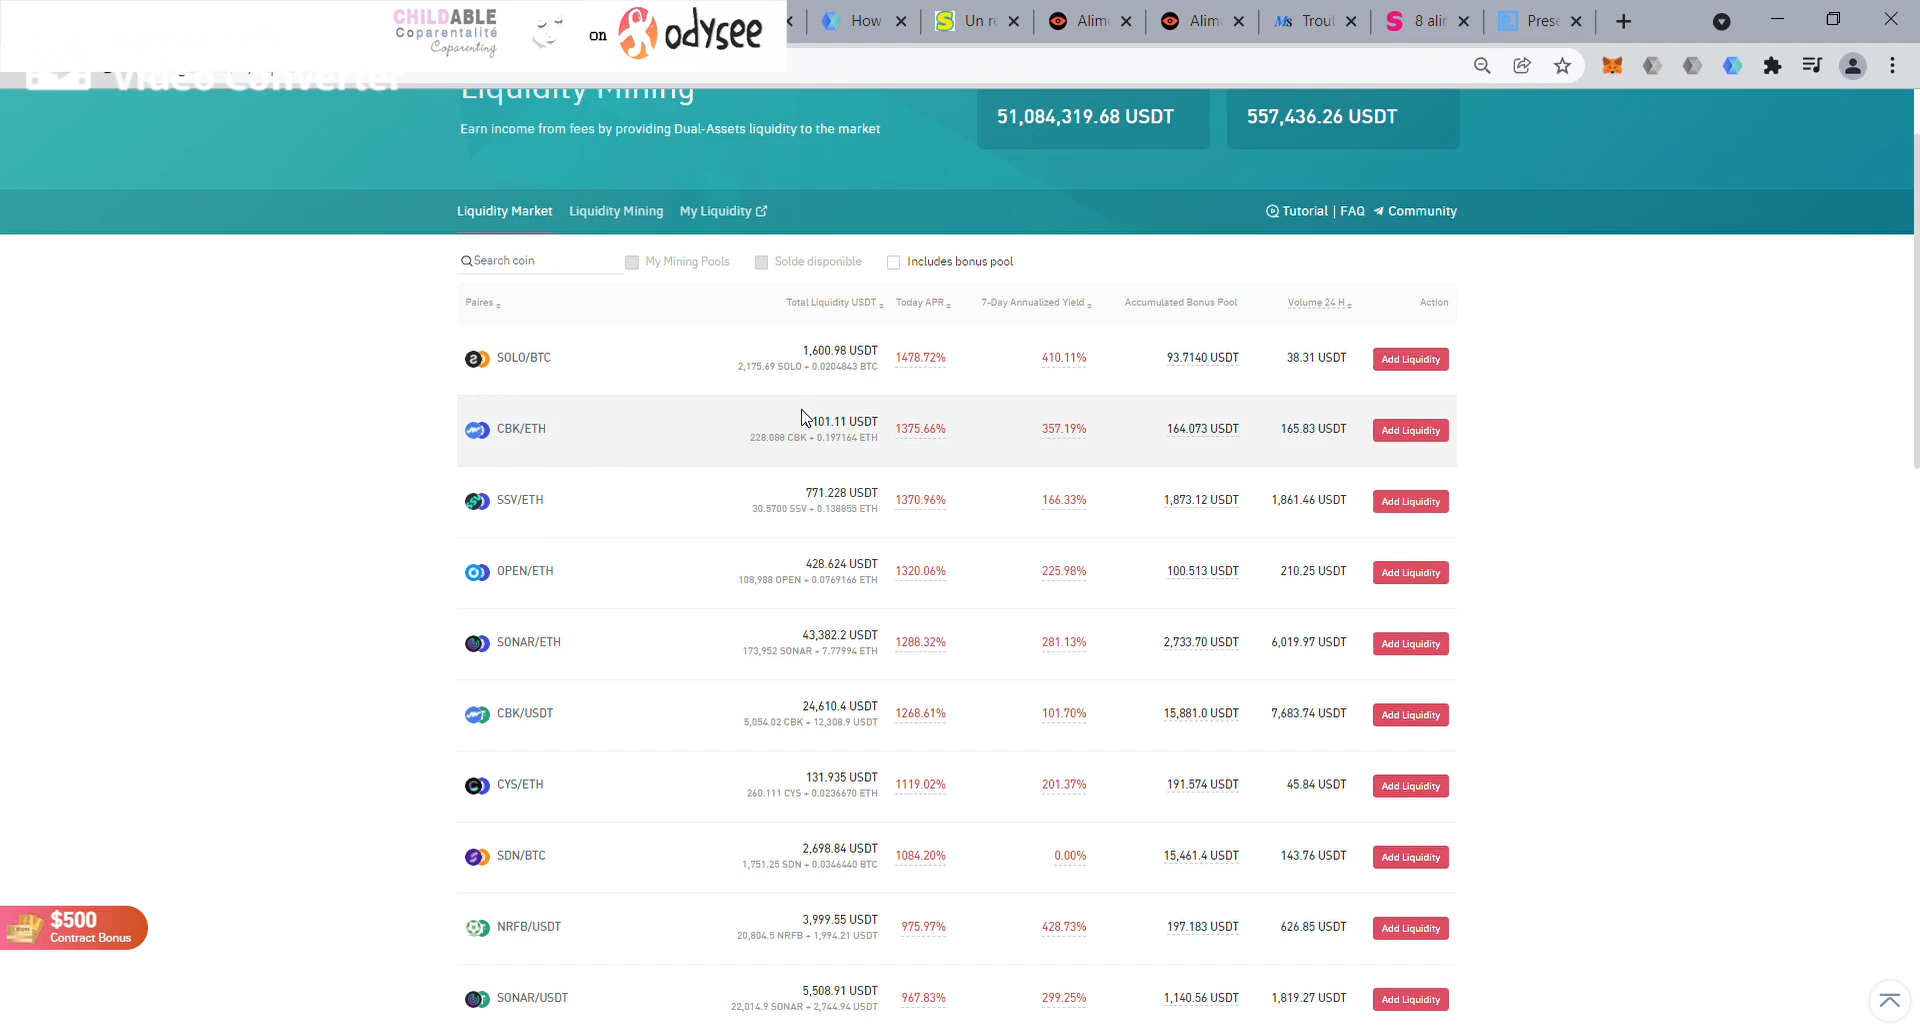 CHILDABLE
Coparentalité
Coparenting
on odysee
How
Un re
Alime
Alim
Ms Trou
8 alir
Prese
Video Converter
Liquidity Mining
Earn income from fees by providing Dual-Assets liquidity to the market
51,084,319.68 USDT
557,436.26 USDT
Liquidity Market Liquidity Mining My Liquidity
Tutorial | FAQ Community
Search coin My Mining Pools Solde disponible Includes bonus pool
Paires Total Liquidity USDT Today APR 7-Day Annualized Yield Accumulated Bonus Pool Volume 24 H Action
SOLO/BTC 1,600.98 USDT 1478.72% 410.11% 93.7140 USDT 38.31 USDT Add Liquidity
2,175.69 SOLO + 0.0204843 BTC
CBK/ETH 101.11 USDT 1375.66% 357.19% 164.073 USDT 165.83 USDT Add Liquidity
228.088 CBK + 0.197164 ETH
SSV/ETH 771.228 USDT 1370.96% 166.33% 1,873.12 USDT 1,861.46 USDT Add Liquidity
30.5700 SSV + 0.138855 ETH
OPEN/ETH 428.624 USDT 1320.06% 225.98% 100.513 USDT 210.25 USDT Add Liquidity
108,988 OPEN + 0.0769166 ETH
SONAR/ETH 43,382.2 USDT 1288.32% 281.13% 2,733.70 USDT 6,019.97 USDT Add Liquidity
173,952 SONAR + 7.77994 ETH
CBK/USDT 24,610.4 USDT 1268.61% 101.70% 15,881.0 USDT 7,683.74 USDT Add Liquidity
5,054.02 CBK + 12,308.9 USDT
CYS/ETH 131.935 USDT 1119.02% 201.37% 191.574 USDT 45.84 USDT Add Liquidity
260.111 CYS + 0.0236670 ETH
SDN/BTC 2,698.84 USDT 1084.20% 0.00% 15,461.4 USDT 143.76 USDT Add Liquidity
1,751.25 SDN + 0.0346440 BTC
NRFB/USDT 3,999.55 USDT 975.97% 428.73% 197.183 USDT 626.85 USDT Add Liquidity
20,804.5 NRFB + 1,994.21 USDT
SONAR/USDT 5,508.91 USDT 967.83% 299.25% 1,140.56 USDT 1,819.27 USDT Add Liquidity
22,014.9 SONAR + 2,744.94 USDT
$500
Contract Bonus